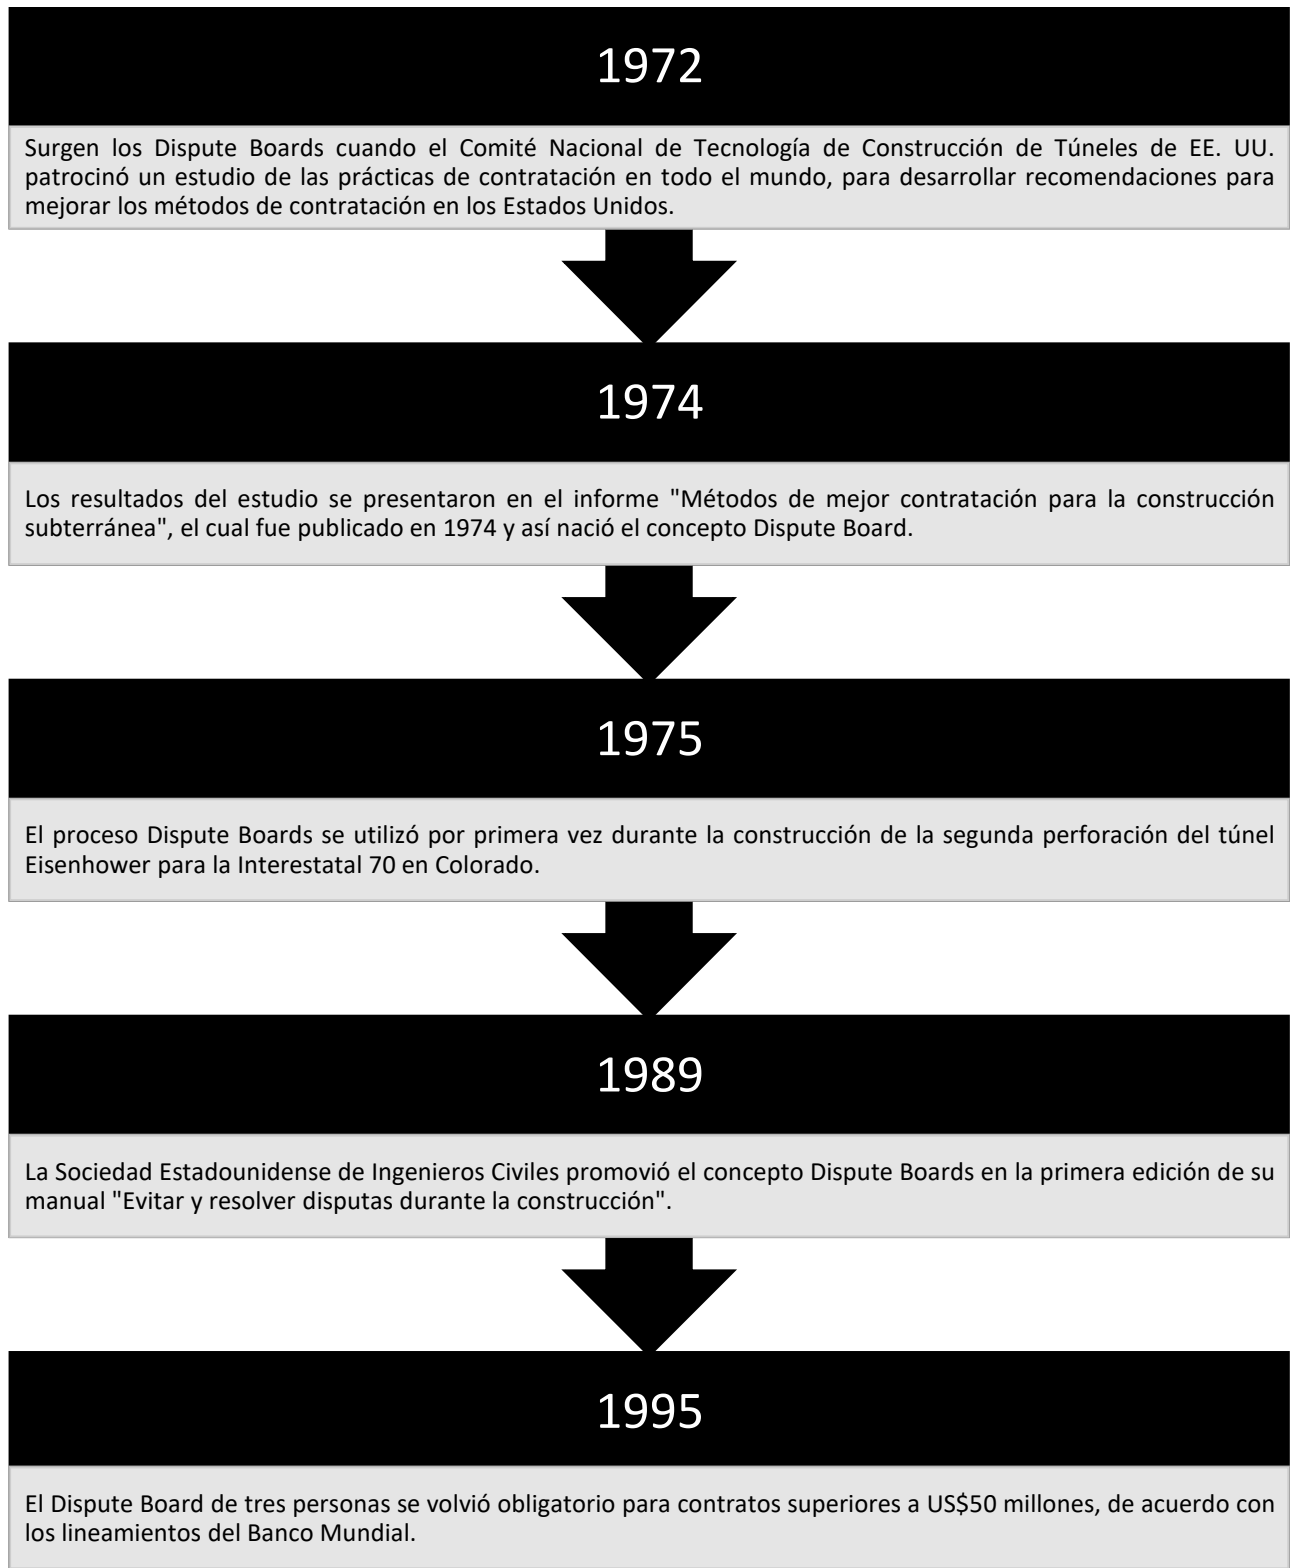 1972
Surgen los Dispute Boards cuando el Comité Nacional de Tecnología de Construcción de Túneles de EE. UU.
patrocinó un estudio de las prácticas de contratación en todo el mundo, para desarrollar recomendaciones para
mejorar los métodos de contratación en los Estados Unidos.
1974
Los resultados del estudio se presentaron en el informe "Métodos de mejor contratación para la construcción
subterránea", el cual fue publicado en 1974 y así nació el concepto Dispute Board.
1975
El proceso Dispute Boards se utilizó por primera vez durante la construcción de la segunda perforación del túnel
Eisenhower para la Interestatal 70 en Colorado.
1989
La Sociedad Estadounidense de Ingenieros Civiles promovió el concepto Dispute Boards en la primera edición de su
manual "Evitar y resolver disputas durante la construcción".
1995
El Dispute Board de tres personas se volvió obligatorio para contratos superiores a US$50 millones, de acuerdo con
los lineamientos del Banco Mundial.